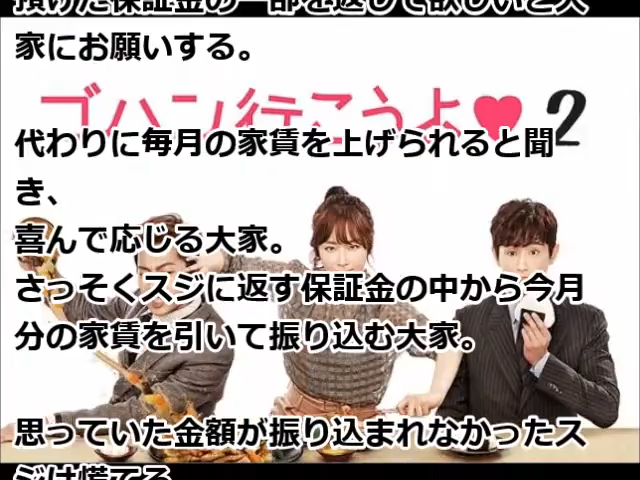 預けた保証金の一部を返して欲しいと大
家にお願いする。
ゴハン行こうよ♥2
代わりに毎月の家賃を上げられると聞
き、
喜んで応じる大家。
さっそくスジに返す保証金の中から今月
分の家賃を引いて振り込む大家。
思っていた金額が振り込まれなかったス
ジは慌てる